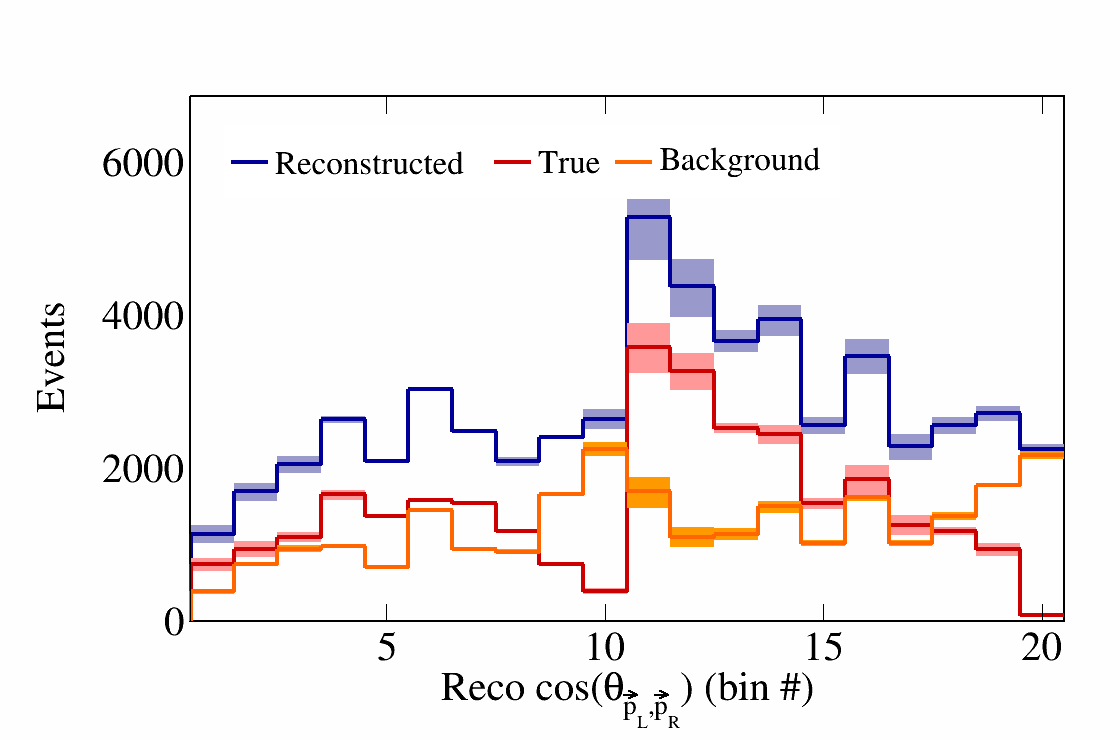 6000
Reconstructed True Background
4000
Events
2000
0
5 10 15 20
Reco cos(θp⃗L,p⃗R) (bin #)